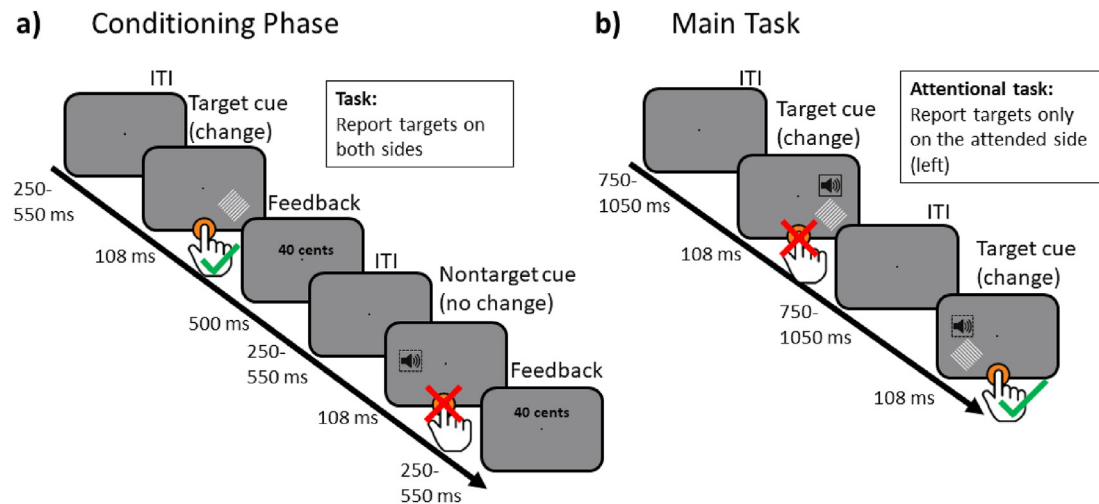 a) Conditioning Phase
ITI
Target cue
(change)
Task:
Report targets on
both sides
Feedback
40 cents
ITI
Nontarget cue
(no change)
Feedback
40 cents
250-
550 ms
108 ms
500 ms
250-
550 ms
108 ms
250-
550 ms
b) Main Task
ITI
Target cue
(change)
Attentional task:
Report targets only
on the attended side
(left)
ITI
Target cue
(change)
750-
1050 ms
108 ms
750-
1050 ms
108 ms